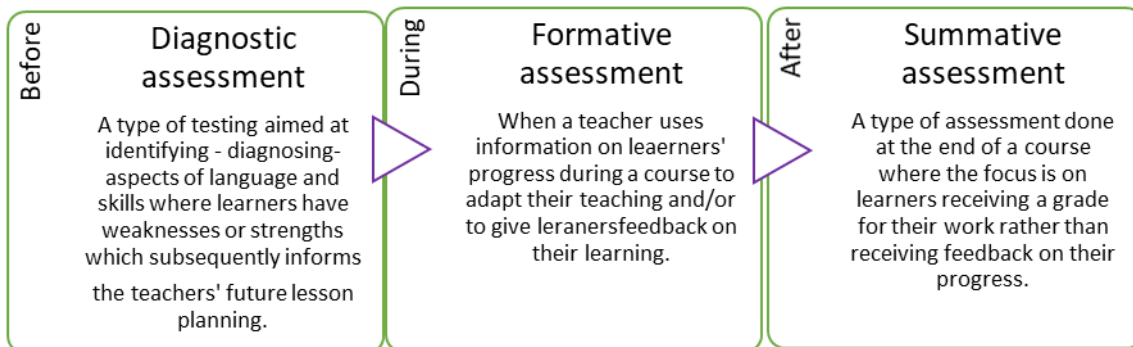 Before
Diagnostic
assessment
A type of testing aimed at
identifying - diagnosing-
aspects of language and
skills where learners have
weaknesses or strengths
which subsequently informs
the teachers' future lesson
planning.
During
Formative
assessment
When a teacher uses
information on leaerners'
progress during a course to
adapt their teaching and/or
to give leranersfeedback on
their learning.
After
Summative
assessment
A type of assessment done
at the end of a course
where the focus is on
learners receiving a grade
for their work rather than
receiving feedback on their
progress.